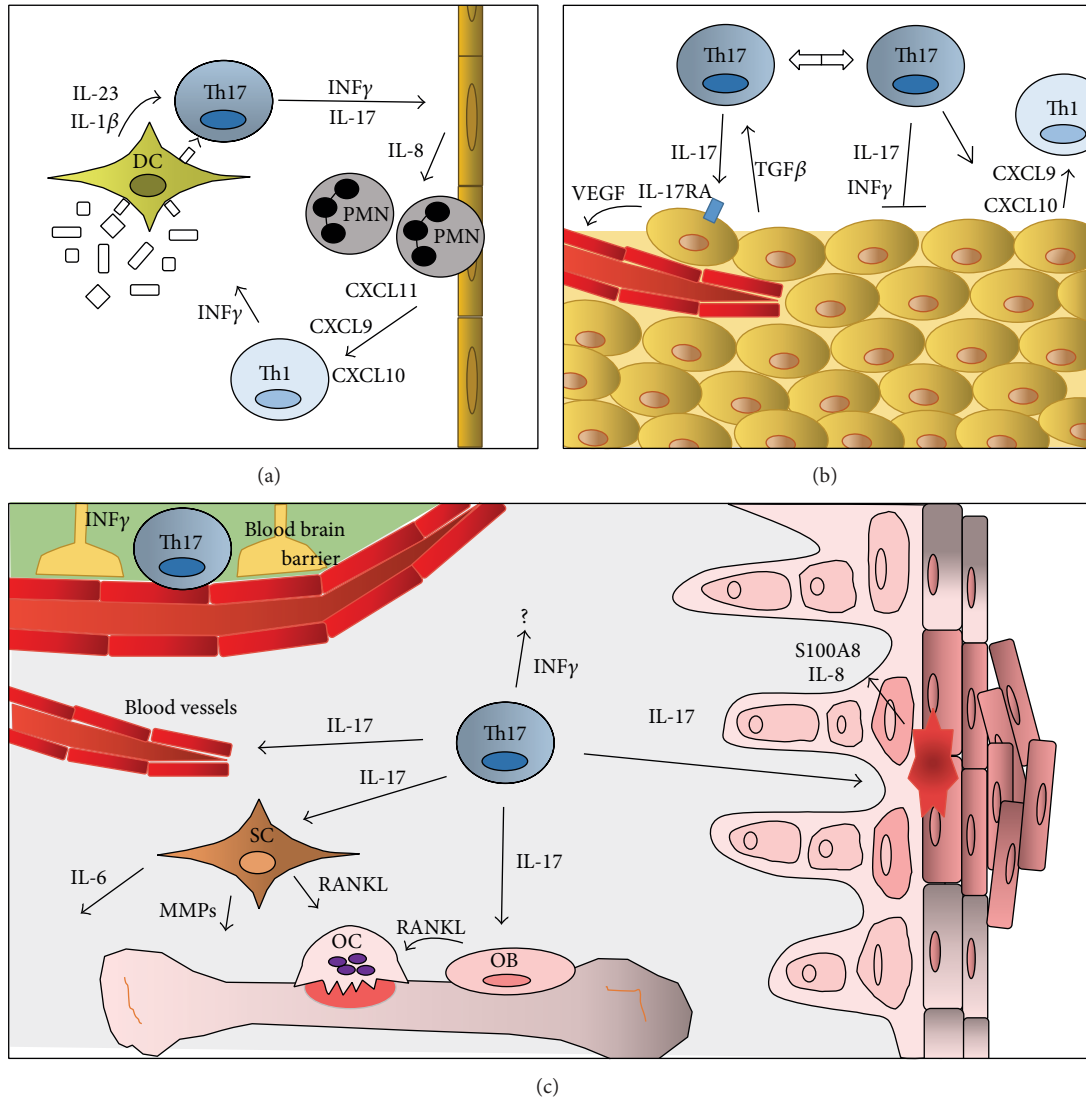 IL-23
IL-1β
Th17
INFγ
IL-17
DC
IL-8
PMN
PMN
CXCL11
INFγ
CXCL9
Th1
CXCL10
(a)
Th17
Th17
Th1
IL-17
TGFβ
IL-17
INFγ
CXCL9
CXCL10
VEGF
IL-17RA
(b)
INFγ
Th17
Blood brain
barrier
?
INFγ
S100A8
IL-8
Blood vessels
IL-17
Th17
IL-17
IL-17
SC
IL-17
IL-6
MMPs
RANKL
RANKL
OC
OB
(c)